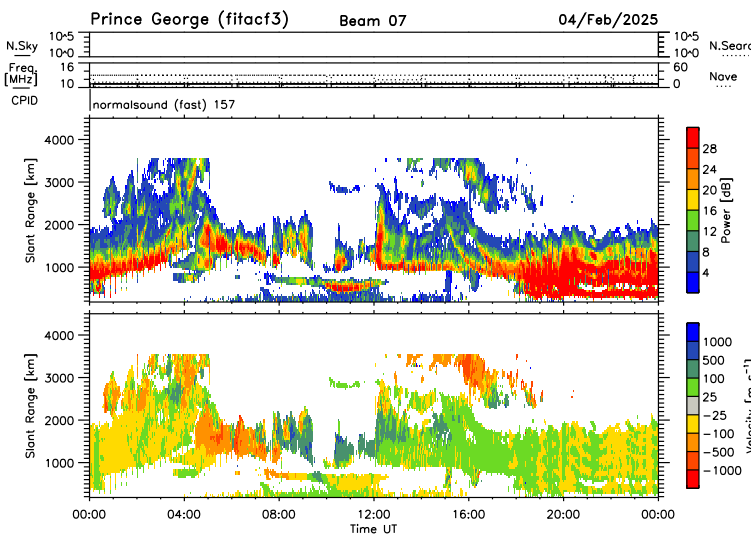 Prince George (fitacf3) Beam 07 04/Feb/2025
N.Sky 10^5 10^5 N.Searc
10^0 10^0
Freq. 16 60
[MHz] Nave
10 0
CPID normalsound (fast) 157
4000
3000
2000
1000
Slant Range [km]
28
24
20
16
12
8
4
Power [dB]
4000
3000
2000
1000
Slant Range [km]
1000
500
100
25
-25
-100
-500
-1000
Velocity [m s^-1]
00:00 04:00 08:00 12:00 16:00 20:00 00:00
Time UT